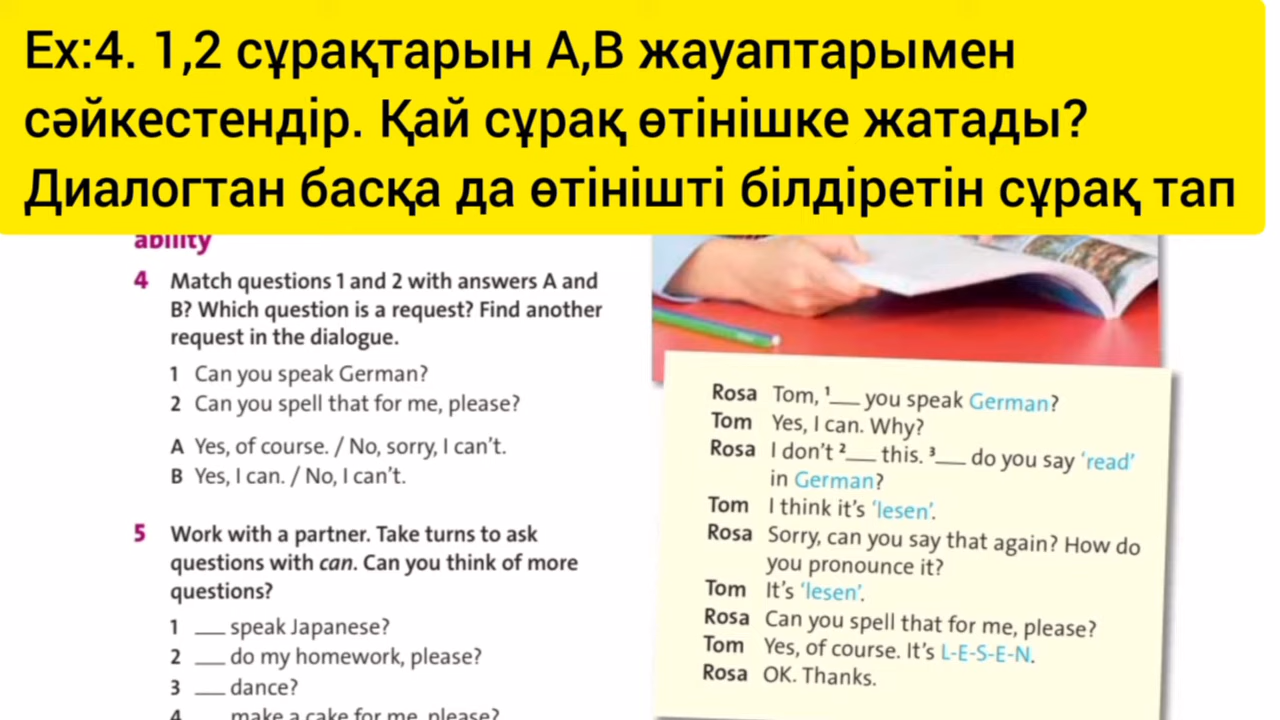 Ex:4. 1,2 сұрақтарын А,В жауаптарымен
сәйкестендір. Қай сұрақ өтінішке жатады?
Диалогтан басқа да өтінішті білдіретін сұрақ тап
ability
4 Match questions 1 and 2 with answers A and
B? Which question is a request? Find another
request in the dialogue.
1 Can you speak German?
2 Can you spell that for me, please?
A Yes, of course. / No, sorry, I can't.
B Yes, I can. / No, I can't.
5 Work with a partner. Take turns to ask
questions with can. Can you think of more
questions?
1 ___ speak Japanese?
2 ___ do my homework, please?
3 ___ dance?
4 ___ make a cake for me, please?
Rosa Tom, ¹___ you speak German?
Tom Yes, I can. Why?
Rosa I don't ²___ this. ³___ do you say 'read'
in German?
Tom I think it's 'lesen'.
Rosa Sorry, can you say that again? How do
you pronounce it?
Tom It's 'lesen'.
Rosa Can you spell that for me, please?
Tom Yes, of course. It's L-E-S-E-N.
Rosa OK. Thanks.